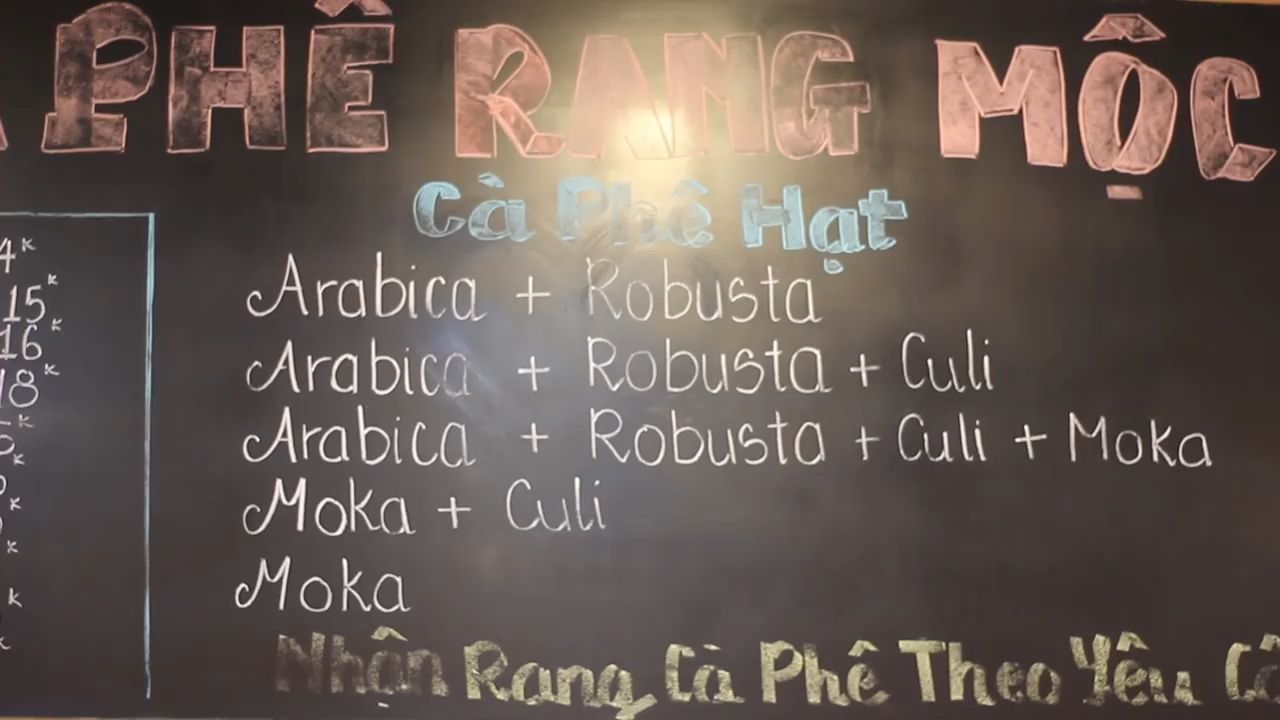 PHÊ RANG MỘC
Cà Phê Hạt
Arabica + Robusta
Arabica + Robusta + Culi
Arabica + Robusta + Culi + Moka
Moka + Culi
Moka
Nhận Rang Cà Phê Theo Yêu
4K
15K
16K
18K
K
K
K
K
K
K